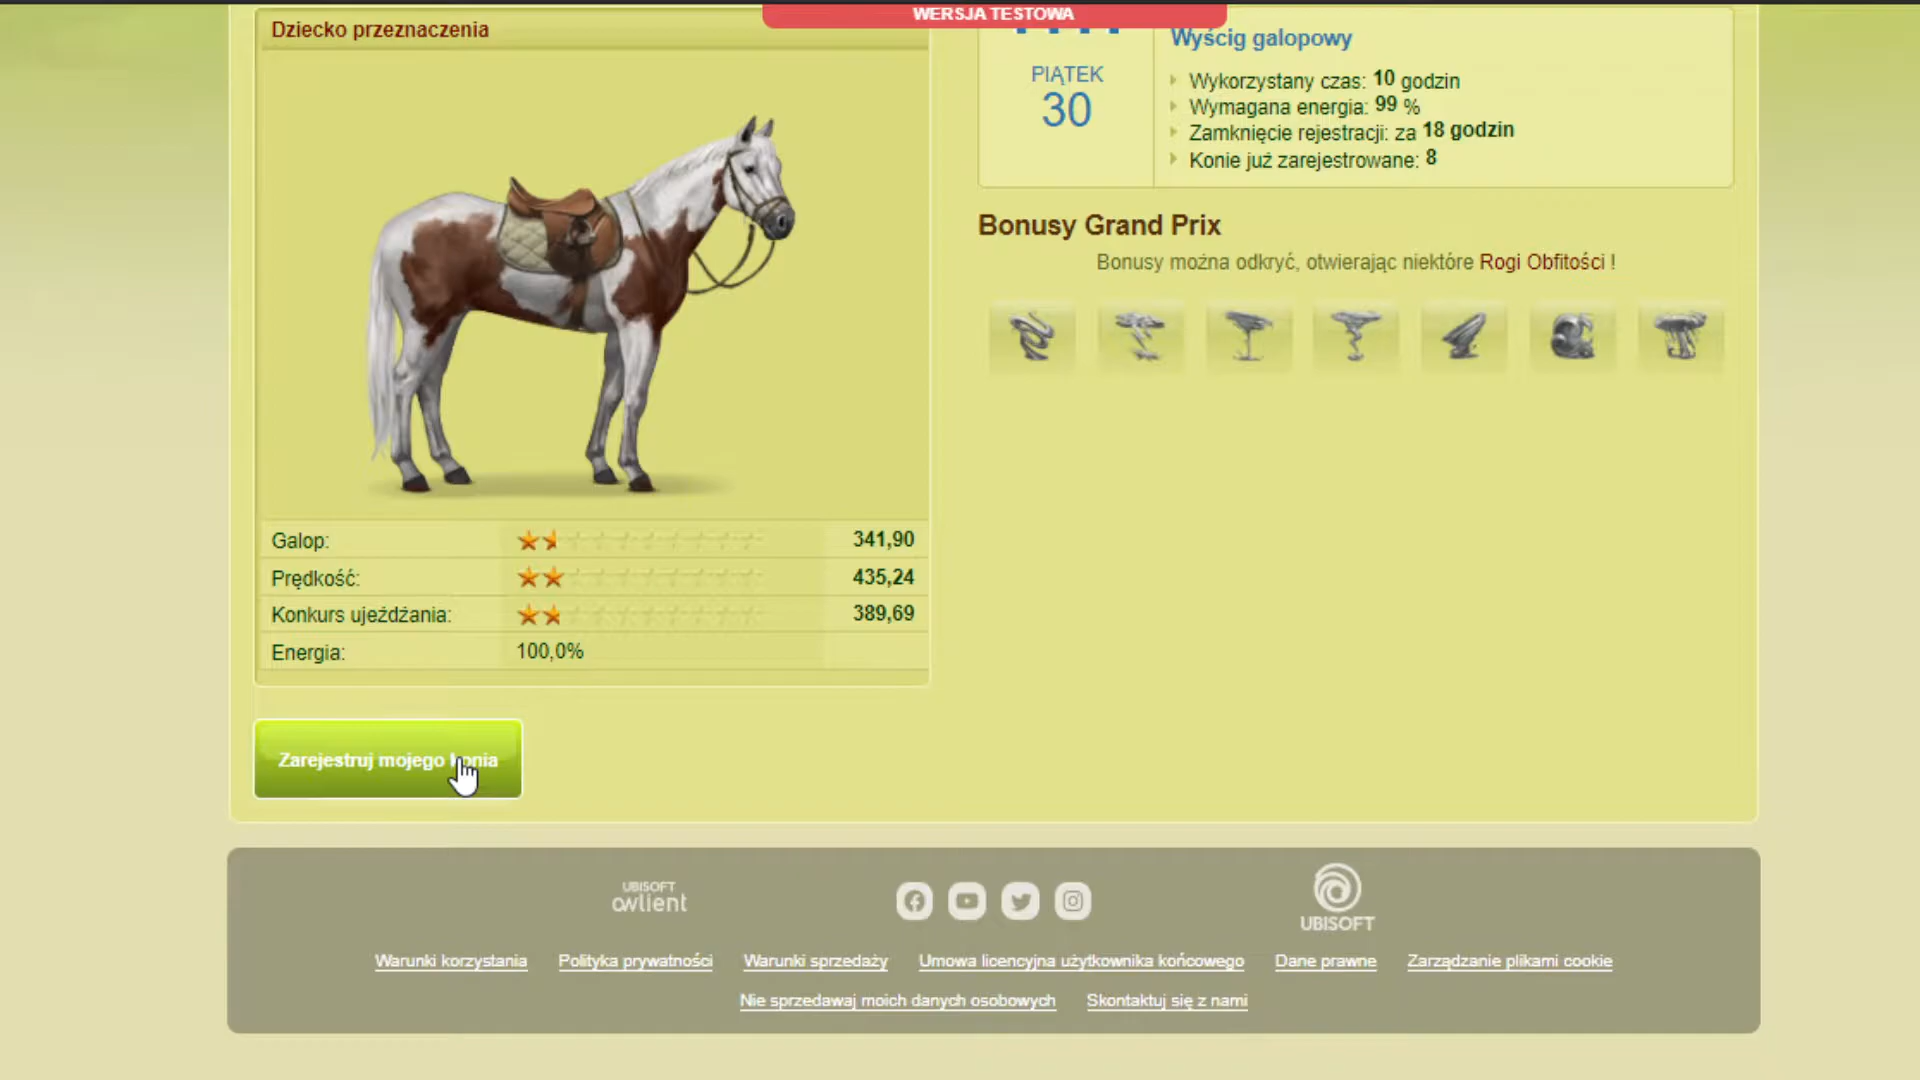 WERSJA TESTOWA
Dziecko przeznaczenia
Galop: 341,90
Prędkość: 435,24
Konkurs ujeżdżania: 389,69
Energia: 100,0%
Zarejestruj mojego konia
PIĄTEK
30
Wyścig galopowy
Wykorzystany czas: 10 godzin
Wymagana energia: 99 %
Zamknięcie rejestracji: za 18 godzin
Konie już zarejestrowane: 8
Bonusy Grand Prix
Bonusy można odkryć, otwierając niektóre Rogi Obfitości !
UBISOFT
owlient
UBISOFT
Warunki korzystania Polityka prywatności Warunki sprzedaży Umowa licencyjna użytkownika końcowego Dane prawne Zarządzanie plikami cookie
Nie sprzedawaj moich danych osobowych Skontaktuj się z nami